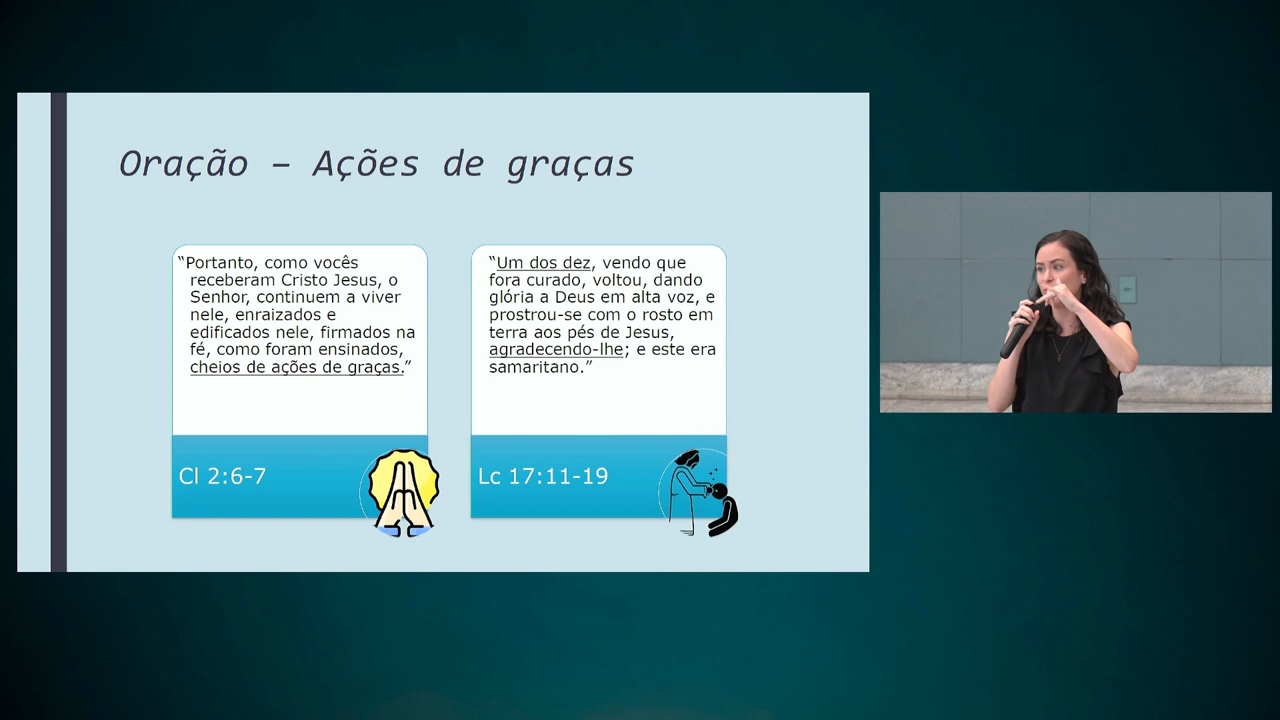 Oração – Ações de graças
“Portanto, como vocês
receberam Cristo Jesus, o
Senhor, continuem a viver
nele, enraizados e
edificados nele, firmados na
fé, como foram ensinados,
cheios de ações de graças.”
Cl 2:6-7
“Um dos dez, vendo que
fora curado, voltou, dando
glória a Deus em alta voz, e
prostrou-se com o rosto em
terra aos pés de Jesus,
agradecendo-lhe; e este era
samaritano.”
Lc 17:11-19